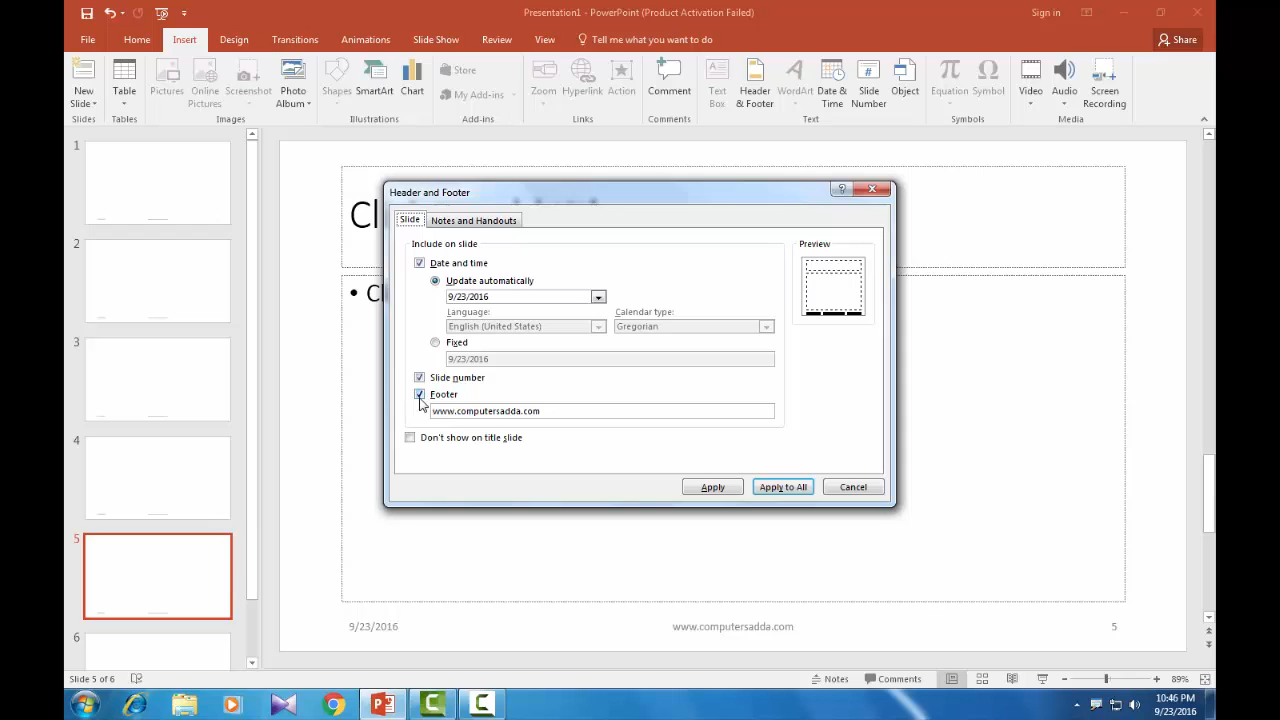 Presentation1 - PowerPoint (Product Activation Failed)
Sign in
File Home Insert Design Transitions Animations Slide Show Review View Tell me what you want to do Share
New Slide
Table
Pictures
Online Pictures
Screenshot
Photo Album
Shapes
SmartArt
Chart
Store
My Add-ins
Zoom
Hyperlink
Action
Comment
Text Box
Header & Footer
WordArt
Date & Time
Slide Number
Object
Equation
Symbol
Video
Audio
Screen Recording
Slides Tables Images Illustrations Add-ins Links Comments Text Symbols Media
1
2
3
4
5
6
Header and Footer
Slide Notes and Handouts
Include on slide
Date and time
Update automatically
9/23/2016
Language: Calendar type:
English (United States) Gregorian
Fixed
9/23/2016
Slide number
Footer
www.computersadda.com
Don't show on title slide
Preview
Apply Apply to All Cancel
9/23/2016 www.computersadda.com 5
Slide 5 of 6 Notes Comments 89%
10:46 PM
9/23/2016